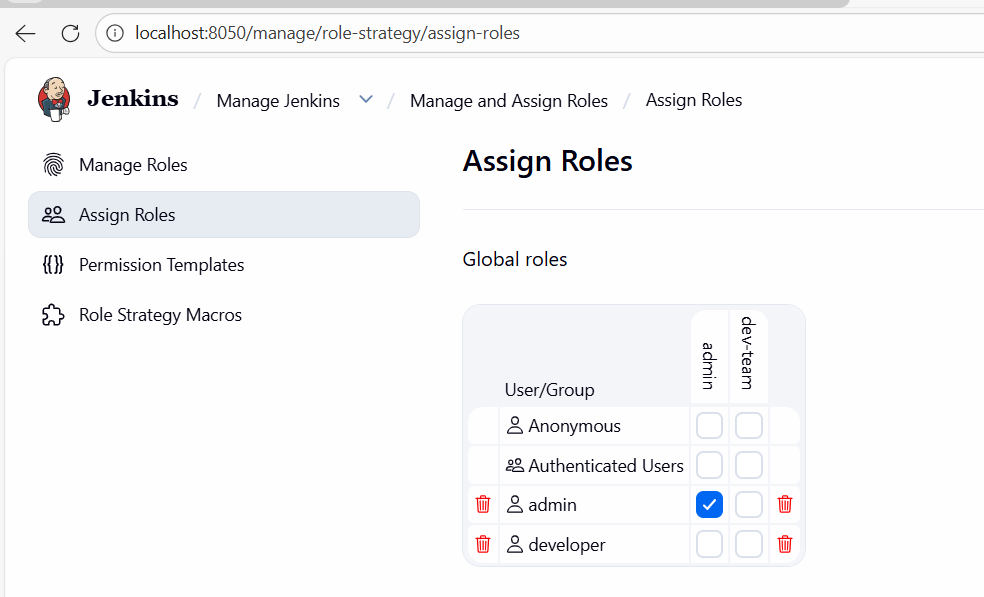 localhost:8050/manage/role-strategy/assign-roles
Jenkins / Manage Jenkins / Manage and Assign Roles / Assign Roles
Manage Roles
Assign Roles
Permission Templates
Role Strategy Macros
Assign Roles
Global roles
User/Group
admin
dev-team
Anonymous
Authenticated Users
admin
developer